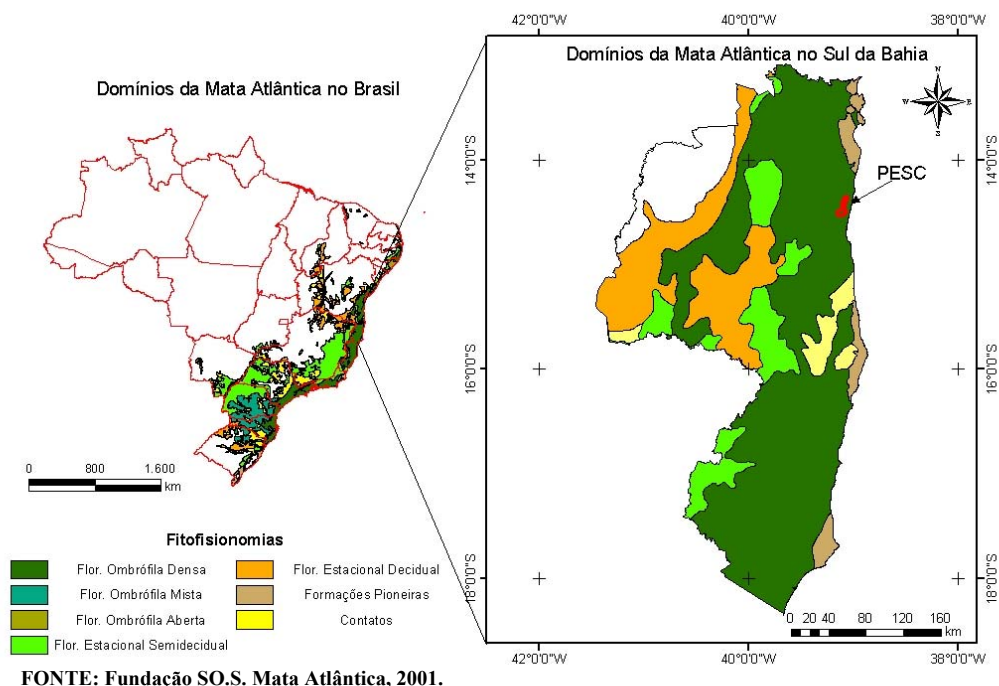 Domínios da Mata Atlântica no Brasil
0 800 1.600
km
Fitofisionomias
Flor. Ombrófila Densa
Flor. Estacional Decidual
Flor. Ombrófila Mista
Formações Pioneiras
Flor. Ombrófila Aberta
Contatos
Flor. Estacional Semidecidual
FONTE: Fundação SO.S. Mata Atlântica, 2001.
42°0'0"W 40°0'0"W 38°0'0"W
Domínios da Mata Atlântica no Sul da Bahia
N
W E
S
PESC
14°0'0"S 14°0'0"S
16°0'0"S 16°0'0"S
18°0'0"S 18°0'0"S
0 20 40 80 120 160
km
42°0'0"W 40°0'0"W 38°0'0"W